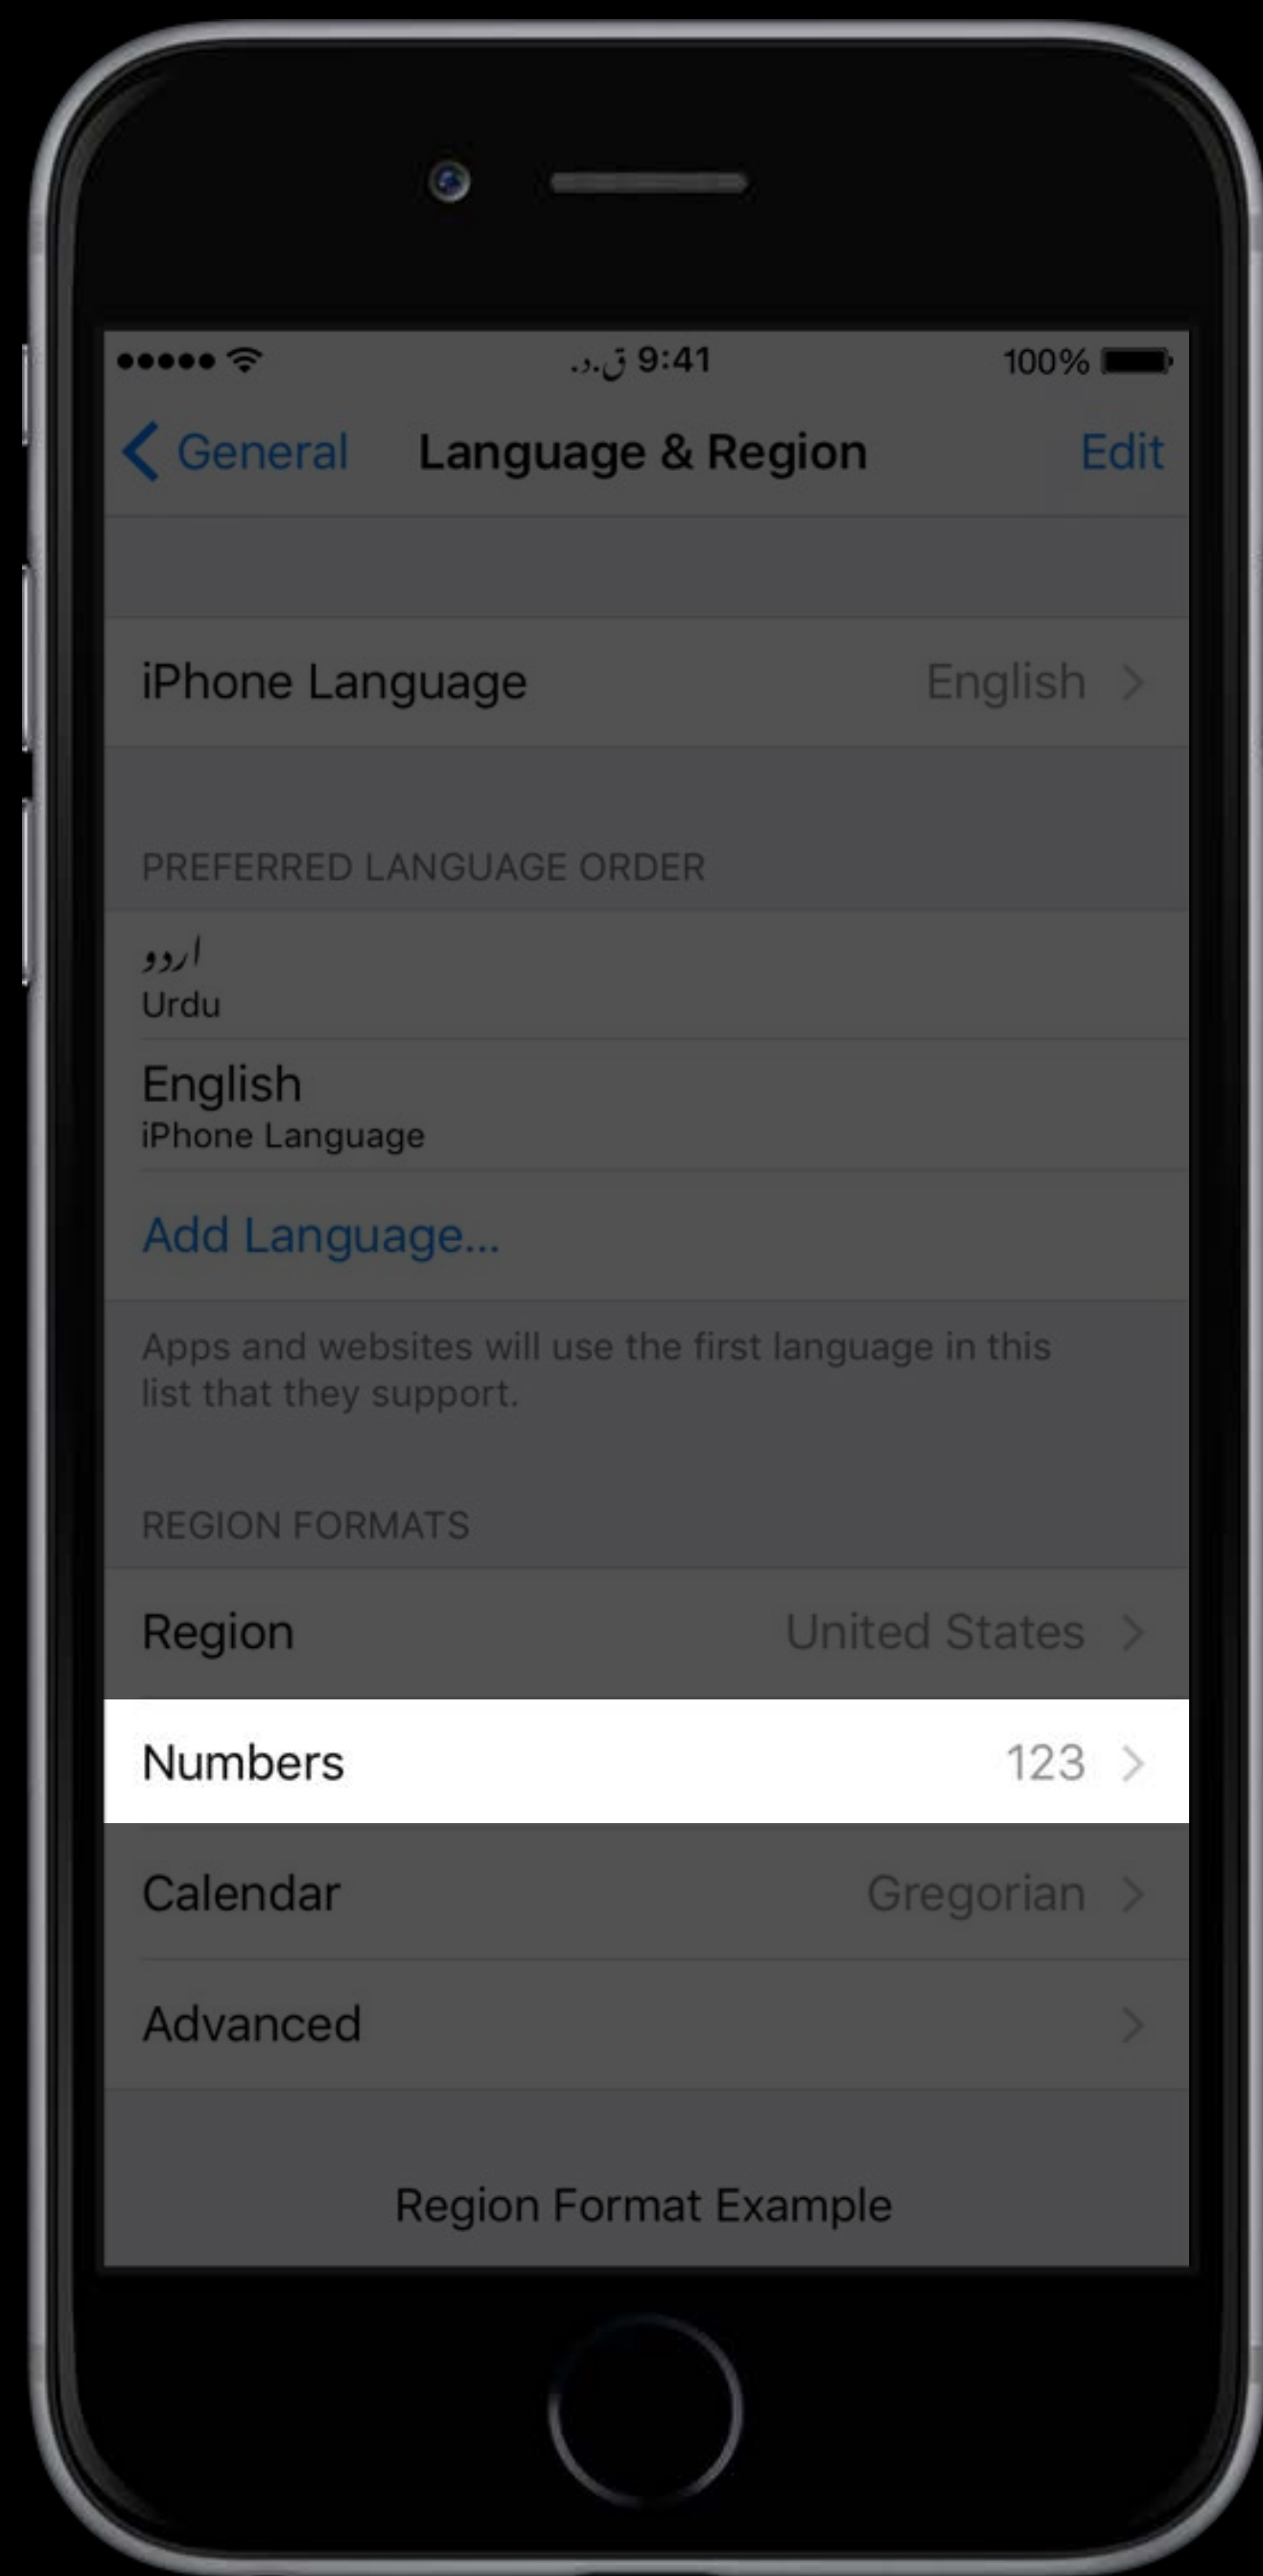 9:41 ق.د. 100%
General Language & Region Edit
iPhone Language English
PREFERRED LANGUAGE ORDER
اردو
Urdu
English
iPhone Language
Add Language...
Apps and websites will use the first language in this
list that they support.
REGION FORMATS
Region United States
Numbers 123
Calendar Gregorian
Advanced
Region Format Example